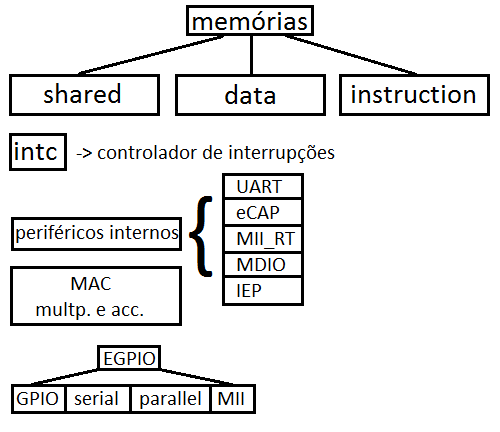 memórias
shared data instruction
intc -> controlador de interrupções
UART
eCAP
periféricos internos
MII_RT
MDIO
IEP
MAC
multp. e acc.
EGPIO
GPIO serial parallel MII